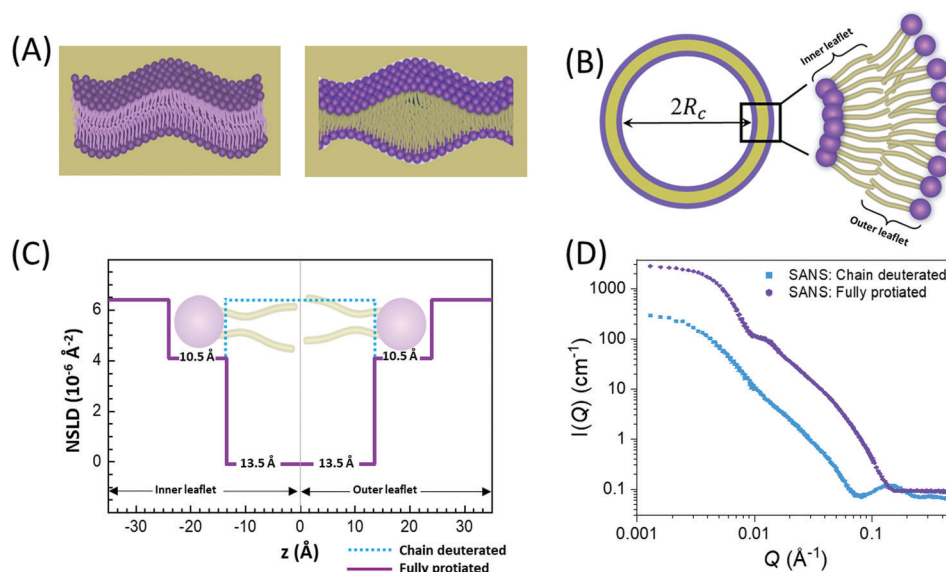 (A)
(B)
2Rc
Inner leaflet
Outer leaflet
(C)
NSLD (10⁻⁶ Å⁻²)
8
6
4
2
0
10.5 Å
10.5 Å
13.5 Å
13.5 Å
Inner leaflet
Outer leaflet
-30 -20 -10 0 10 20 30
z (Å)
Chain deuterated
Fully protiated
(D)
SANS: Chain deuterated
SANS: Fully protiated
I(Q) (cm⁻¹)
1000
100
10
1
0.1
0.001 0.01 0.1
Q (Å⁻¹)